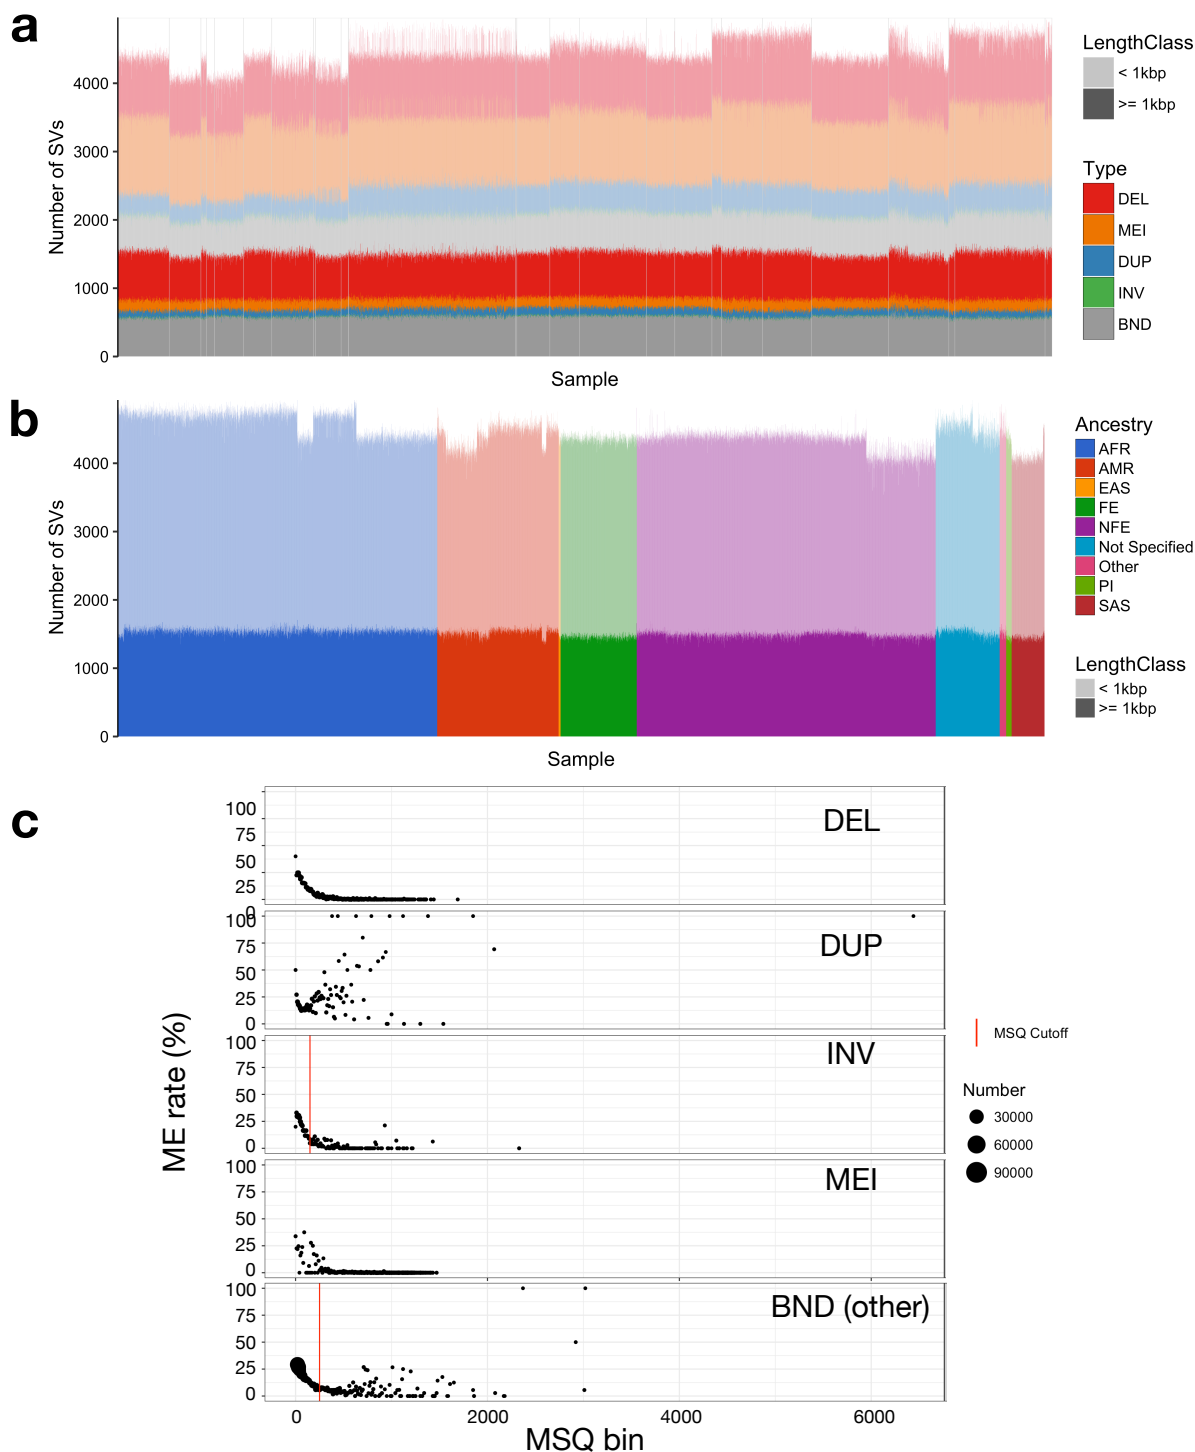 a
Number of SVs
4000
3000
2000
1000
0
Sample
LengthClass
< 1kbp
>= 1kbp
Type
DEL
MEI
DUP
INV
BND
b
Number of SVs
4000
3000
2000
1000
0
Sample
Ancestry
AFR
AMR
EAS
FE
NFE
Not Specified
Other
PI
SAS
LengthClass
< 1kbp
>= 1kbp
c
ME rate (%)
100
75
50
25
0
DEL
100
75
50
25
0
DUP
100
75
50
25
0
INV
100
75
50
25
0
MEI
100
75
50
25
0
BND (other)
0
2000
4000
6000
MSQ bin
MSQ Cutoff
Number
30000
60000
90000